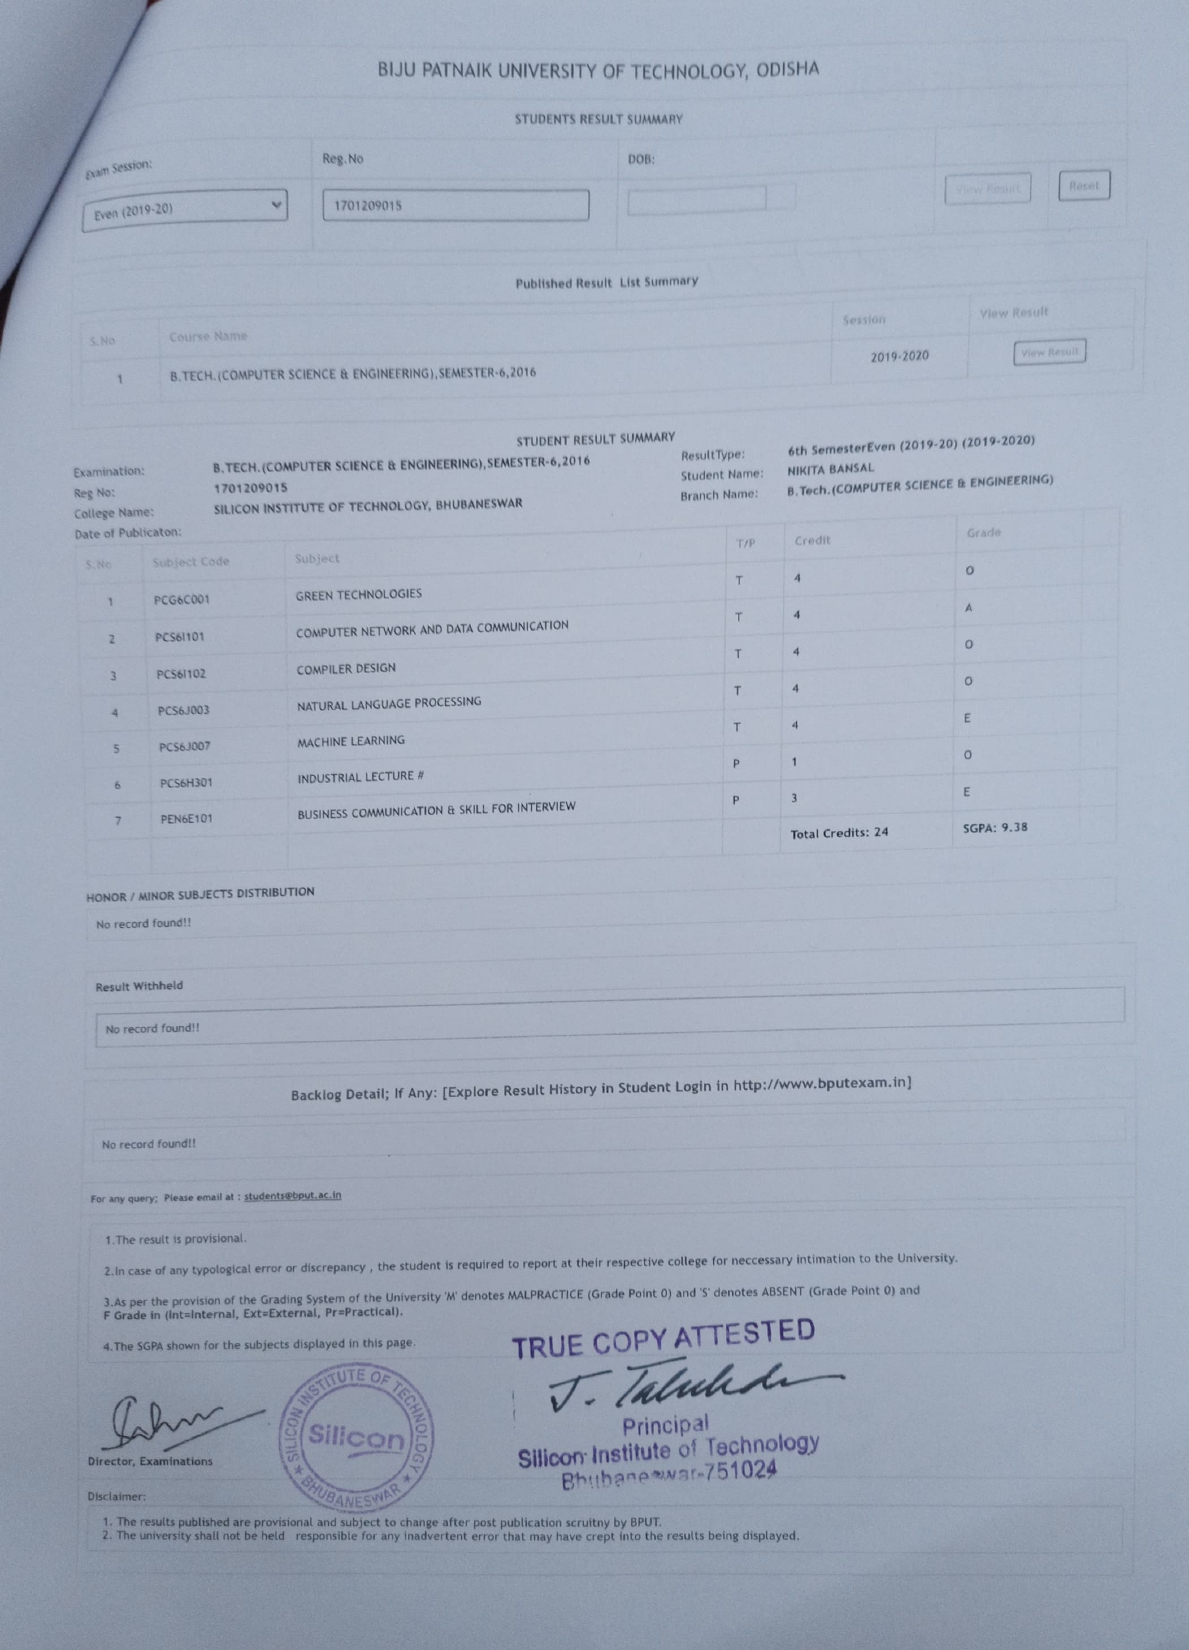 BIJU PATNAIK UNIVERSITY OF TECHNOLOGY, ODISHA
STUDENTS RESULT SUMMARY
Exam Session: Reg.No DOB:
Even (2019-20) 1701209015 View Result Reset
Published Result List Summary
S.No Course Name Session View Result
1 B.TECH.(COMPUTER SCIENCE & ENGINEERING),SEMESTER-6,2016 2019-2020 View Result
STUDENT RESULT SUMMARY
Examination: B.TECH.(COMPUTER SCIENCE & ENGINEERING),SEMESTER-6,2016 ResultType: 6th SemesterEven (2019-20) (2019-2020)
Reg No: 1701209015 Student Name: NIKITA BANSAL
College Name: SILICON INSTITUTE OF TECHNOLOGY, BHUBANESWAR Branch Name: B.Tech.(COMPUTER SCIENCE & ENGINEERING)
Date of Publicaton:
S.No Subject Code Subject T/P Credit Grade
1 PCG6C001 GREEN TECHNOLOGIES T 4 O
2 PCS6I101 COMPUTER NETWORK AND DATA COMMUNICATION T 4 A
3 PCS6I102 COMPILER DESIGN T 4 O
4 PCS6J003 NATURAL LANGUAGE PROCESSING T 4 O
5 PCS6J007 MACHINE LEARNING T 4 E
6 PCS6H301 INDUSTRIAL LECTURE # P 1 O
7 PEN6E101 BUSINESS COMMUNICATION & SKILL FOR INTERVIEW P 3 E
Total Credits: 24 SGPA: 9.38
HONOR / MINOR SUBJECTS DISTRIBUTION
No record found!!
Result Withheld
No record found!!
Backlog Detail; If Any: [Explore Result History in Student Login in http://www.bputexam.in]
No record found!!
For any query; Please email at : students@bput.ac.in
1.The result is provisional.
2.In case of any typological error or discrepancy , the student is required to report at their respective college for neccessary intimation to the University.
3.As per the provision of the Grading System of the University 'M' denotes MALPRACTICE (Grade Point 0) and 'S' denotes ABSENT (Grade Point 0) and
F Grade in (Int=Internal, Ext=External, Pr=Practical).
4.The SGPA shown for the subjects displayed in this page.
TRUE COPY ATTESTED
SILICON INSTITUTE OF TECHNOLOGY
Silicon
★ BHUBANESWAR ★
Principal
Silicon Institute of Technology
Bhubaneswar-751024
Director, Examinations
Disclaimer:
1. The results published are provisional and subject to change after post publication scruitny by BPUT.
2. The university shall not be held responsible for any inadvertent error that may have crept into the results being displayed.